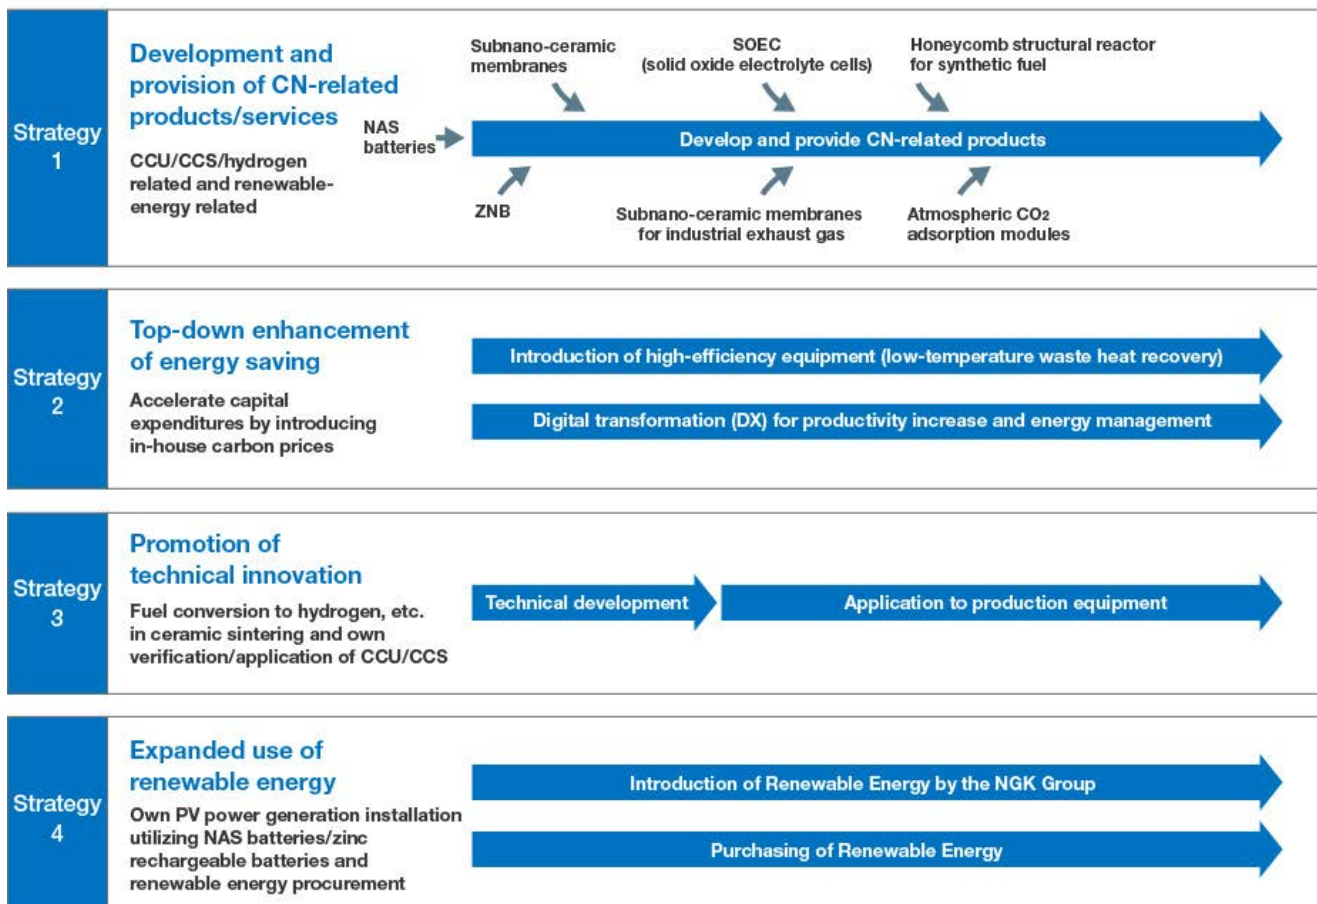 Strategy
1
Development and
provision of CN-related
products/services
CCU/CCS/hydrogen
related and renewable-
energy related
NAS
batteries
Subnano-ceramic
membranes
SOEC
(solid oxide electrolyte cells)
Honeycomb structural reactor
for synthetic fuel
Develop and provide CN-related products
ZNB
Subnano-ceramic membranes
for industrial exhaust gas
Atmospheric CO₂
adsorption modules
Strategy
2
Top-down enhancement
of energy saving
Accelerate capital
expenditures by introducing
in-house carbon prices
Introduction of high-efficiency equipment (low-temperature waste heat recovery)
Digital transformation (DX) for productivity increase and energy management
Strategy
3
Promotion of
technical innovation
Fuel conversion to hydrogen, etc.
in ceramic sintering and own
verification/application of CCU/CCS
Technical development
Application to production equipment
Strategy
4
Expanded use of
renewable energy
Own PV power generation installation
utilizing NAS batteries/zinc
rechargeable batteries and
renewable energy procurement
Introduction of Renewable Energy by the NGK Group
Purchasing of Renewable Energy